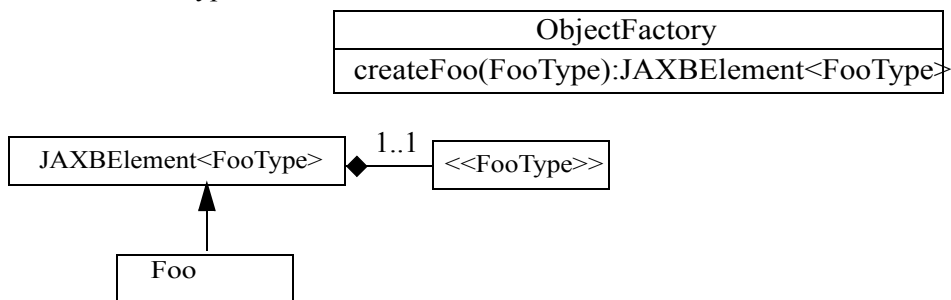 ObjectFactory
createFoo(FooType):JAXBElement<FooType>
1..1
JAXBElement<FooType>
<<FooType>>
Foo